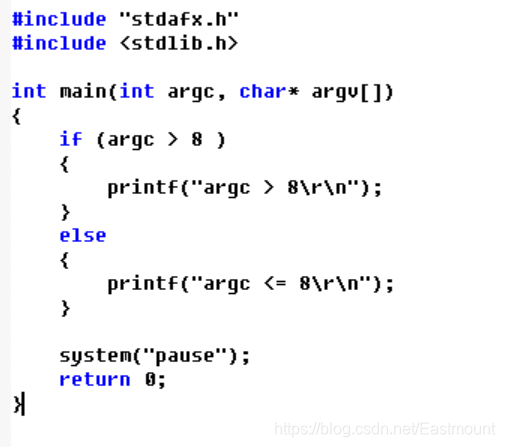 #include "stdafx.h"
#include <stdlib.h>

int main(int argc, char* argv[])
{
    if (argc > 8 )
    {
        printf("argc > 8\r\n");
    }
    else
    {
        printf("argc <= 8\r\n");
    }

    system("pause");
    return 0;
}
https://blog.csdn.net/Eastmount